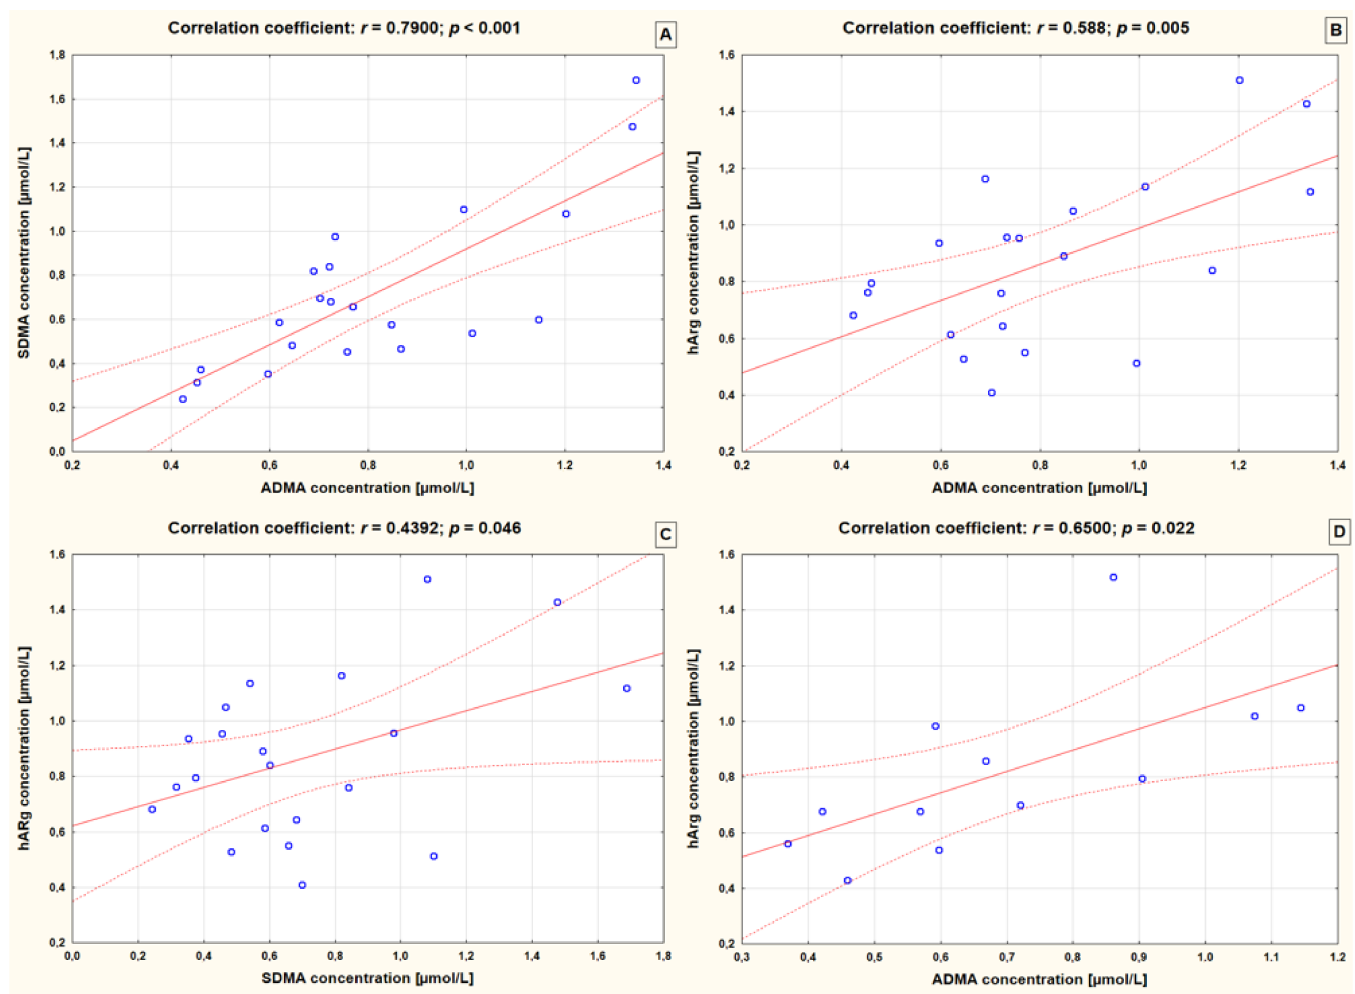 Correlation coefficient: r = 0.7900; p < 0.001
A
1,8
1,6
1,4
1,2
1,0
0,8
0,6
0,4
0,2
0,0
SDMA concentration [µmol/L]
0,2 0,4 0,6 0,8 1,0 1.2 1,4
ADMA concentration [µmol/L]
Correlation coefficient: r = 0.588; p = 0.005
B
1,6
1,4
1,2
1,0
0,8
0,6
0,4
0,2
hArg concentration [µmol/L]
0,2 0,4 0,6 0,8 1,0 1,2 1,4
ADMA concentration [µmol/L]
Correlation coefficient: r = 0.4392; p = 0.046
C
1,6
1,4
1,2
1,0
0,8
0,6
0,4
0,2
hARg concentration [µmol/L]
0,0 0,2 0,4 0,6 0,8 1,0 1,2 1,4 1,6 1,8
SDMA concentration [µmol/L]
Correlation coefficient: r = 0.6500; p = 0.022
D
1,6
1,4
1,2
1,0
0,8
0,6
0,4
0,2
hArg concentration [µmol/L]
0,3 0,4 0,5 0,6 0,7 0,8 0,9 1.0 1.1 1.2
ADMA concentration [µmol/L]